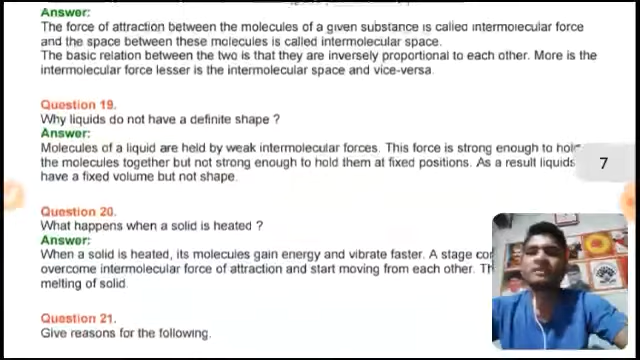 Answer:
The force of attraction between the molecules of a given substance is called intermolecular force
and the space between these molecules is called intermolecular space.
The basic relation between the two is that they are inversely proportional to each other. More is the
intermolecular force lesser is the intermolecular space and vice-versa.
Question 19.
Why liquids do not have a definite shape ?
Answer:
Molecules of a liquid are held by weak intermolecular forces. This force is strong enough to hold
the molecules together but not strong enough to hold them at fixed positions. As a result liquids
have a fixed volume but not shape.
7
Question 20.
What happens when a solid is heated ?
Answer:
When a solid is heated, its molecules gain energy and vibrate faster. A stage
overcome intermolecular force of attraction and start moving from each other.
melting of solid.
Question 21.
Give reasons for the following.